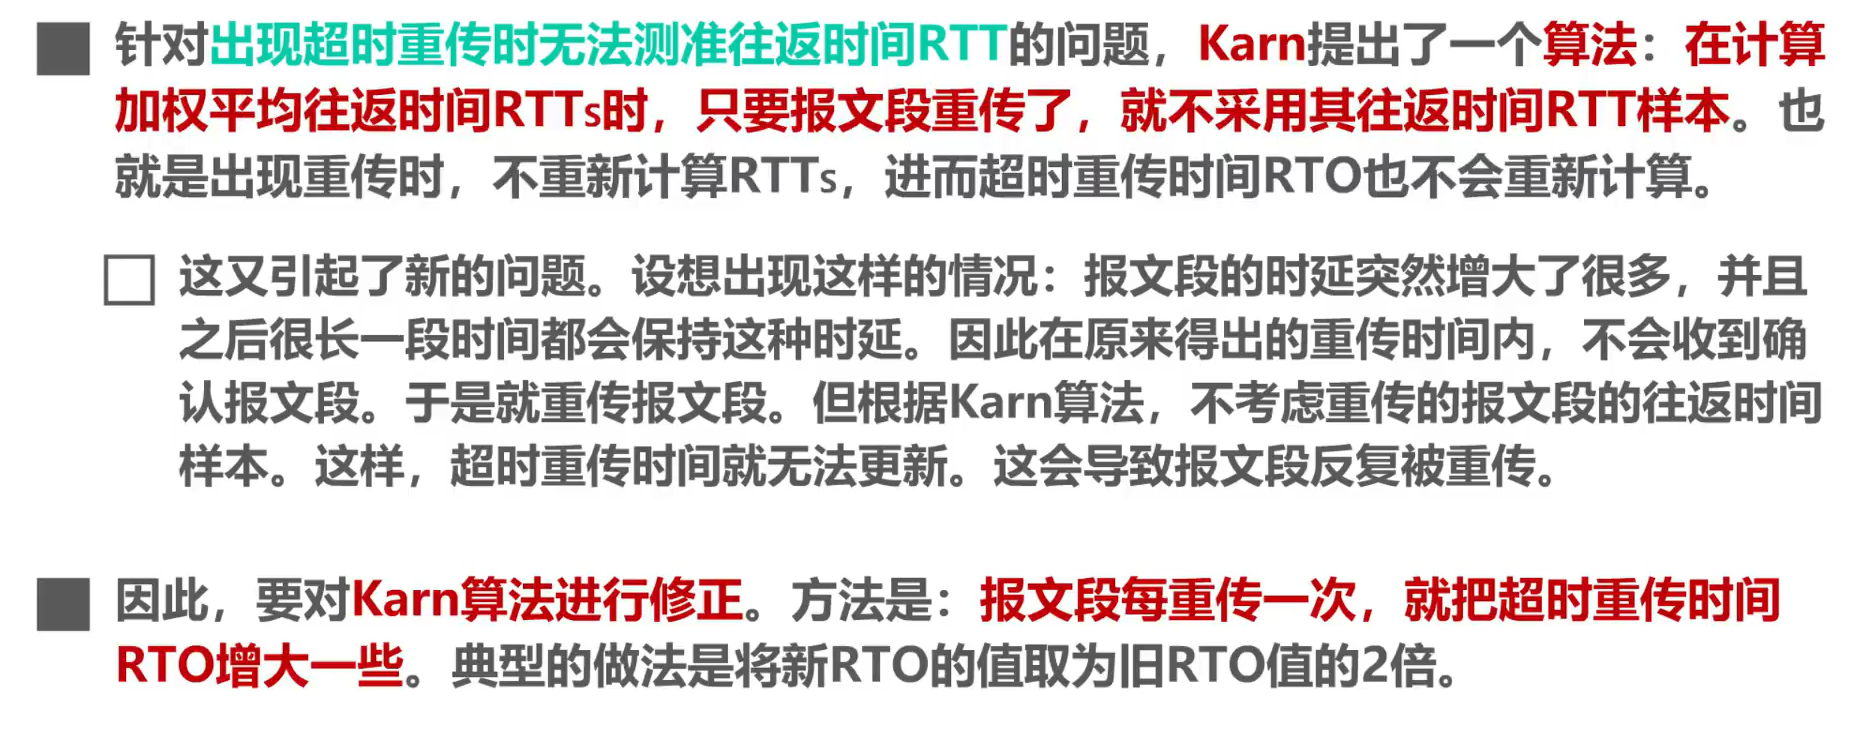 针对出现超时重传时无法测准往返时间RTT的问题，Karn提出了一个算法：在计算
加权平均往返时间RTTs时，只要报文段重传了，就不采用其往返时间RTT样本。也
就是出现重传时，不重新计算RTTs，进而超时重传时间RTO也不会重新计算。
这又引起了新的问题。设想出现这样的情况：报文段的时延突然增大了很多，并且
之后很长一段时间都会保持这种时延。因此在原来得出的重传时间内，不会收到确
认报文段。于是就重传报文段。但根据Karn算法，不考虑重传的报文段的往返时间
样本。这样，超时重传时间就无法更新。这会导致报文段反复被重传。
因此，要对Karn算法进行修正。方法是：报文段每重传一次，就把超时重传时间
RTO增大一些。典型的做法是将新RTO的值取为旧RTO值的2倍。